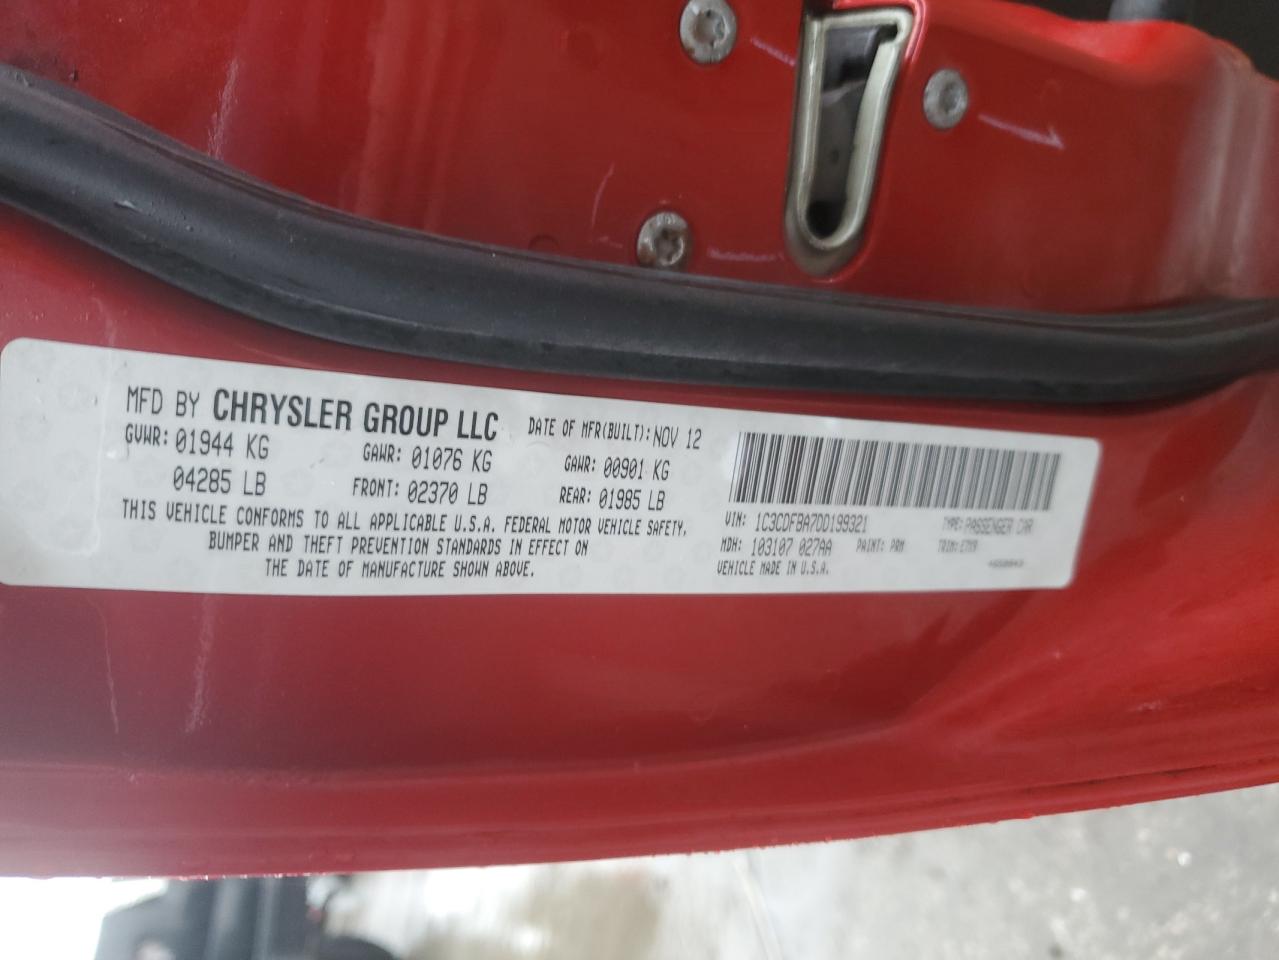 MFD BY CHRYSLER GROUP LLC DATE OF MFR(BUILT): NOV 12
GVWR: 01944 KG GAWR: 01076 KG GAWR: 00901 KG
04285 LB FRONT: 02370 LB REAR: 01985 LB
THIS VEHICLE CONFORMS TO ALL APPLICABLE U.S.A. FEDERAL MOTOR VEHICLE SAFETY,
BUMPER AND THEFT PREVENTION STANDARDS IN EFFECT ON
THE DATE OF MANUFACTURE SHOWN ABOVE.
VIN: 1C3CDFBA7DD199321 TYPE: PASSENGER CAR
MDH: 103107 027AA PAINT: PRM TRIM:
VEHICLE MADE IN U.S.A.